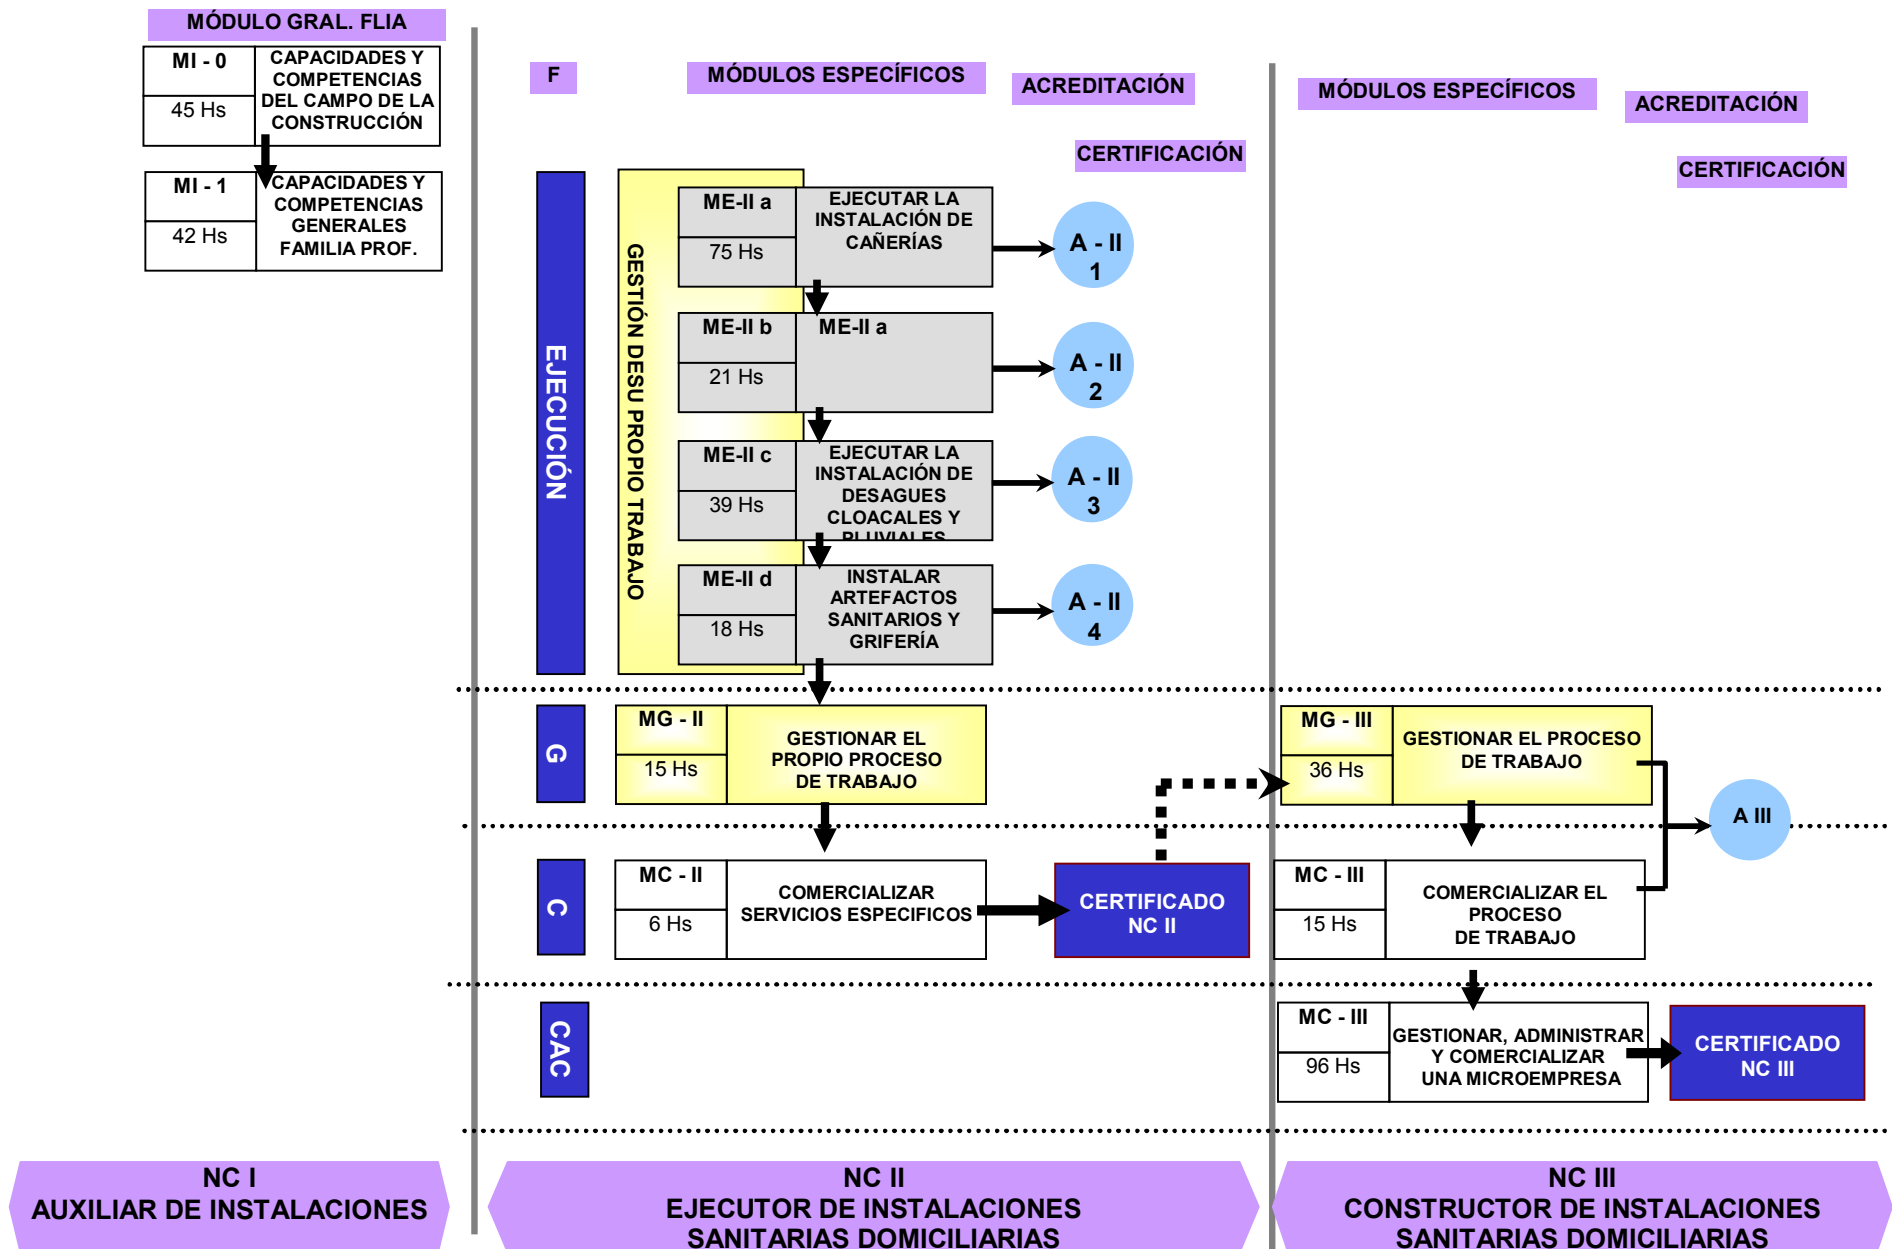 MÓDULO GRAL. FLIA
MI - 0
45 Hs
CAPACIDADES Y
COMPETENCIAS
DEL CAMPO DE LA
CONSTRUCCIÓN
MI - 1
42 Hs
CAPACIDADES Y
COMPETENCIAS
GENERALES
FAMILIA PROF.
F
MÓDULOS ESPECÍFICOS
ACREDITACIÓN
CERTIFICACIÓN
EJECUCIÓN
GESTIÓN DESU PROPIO TRABAJO
ME-II a
75 Hs
EJECUTAR LA
INSTALACIÓN DE
CAÑERÍAS
A - II
1
ME-II b
21 Hs
ME-II a
A - II
2
ME-II c
39 Hs
EJECUTAR LA
INSTALACIÓN DE
DESAGUES
CLOACALES Y
PLUVIALES
A - II
3
ME-II d
18 Hs
INSTALAR
ARTEFACTOS
SANITARIOS Y
GRIFERÍA
A - II
4
G
MG - II
15 Hs
GESTIONAR EL
PROPIO PROCESO
DE TRABAJO
C
MC - II
6 Hs
COMERCIALIZAR
SERVICIOS ESPECIFICOS
CERTIFICADO
NC II
CAC
MÓDULOS ESPECÍFICOS
ACREDITACIÓN
CERTIFICACIÓN
MG - III
36 Hs
GESTIONAR EL PROCESO
DE TRABAJO
A III
MC - III
15 Hs
COMERCIALIZAR EL
PROCESO
DE TRABAJO
MC - III
96 Hs
GESTIONAR, ADMINISTRAR
Y COMERCIALIZAR
UNA MICROEMPRESA
CERTIFICADO
NC III
NC I
AUXILIAR DE INSTALACIONES
NC II
EJECUTOR DE INSTALACIONES
SANITARIAS DOMICILIARIAS
NC III
CONSTRUCTOR DE INSTALACIONES
SANITARIAS DOMICILIARIAS